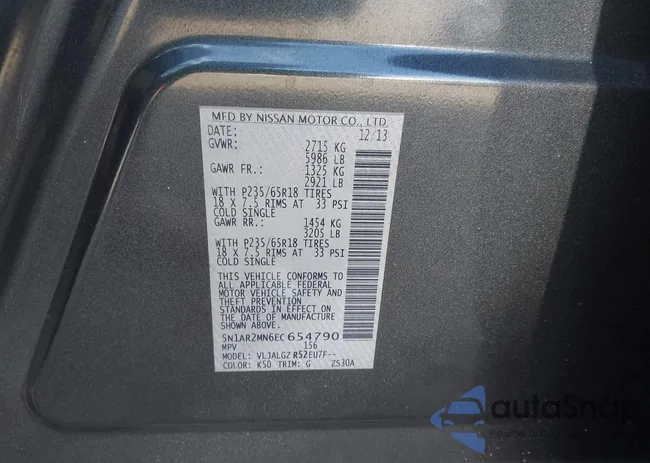 MFD BY NISSAN MOTOR CO., LTD.
DATE: 12/13
GVWR: 2715 KG
5986 LB
GAWR FR.: 1325 KG
2921 LB
WITH P235/65R18 TIRES
18 X 7.5 RIMS AT 33 PSI
COLD SINGLE
GAWR RR.: 1454 KG
3205 LB
WITH P235/65R18 TIRES
18 X 7.5 RIMS AT 33 PSI
COLD SINGLE
THIS VEHICLE CONFORMS TO
ALL APPLICABLE FEDERAL
MOTOR VEHICLE SAFETY AND
THEFT PREVENTION
STANDARDS IN EFFECT ON
THE DATE OF MANUFACTURE
SHOWN ABOVE.
5N1AR2MN6EC654790
MPV 156
MODEL: VLJALGZ R52EU7F--
COLOR: K5D TRIM: G ZS30A
autoSnap